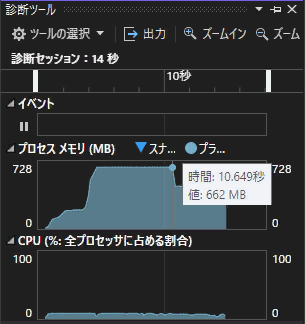 診断ツール
ツールの選択 出力 ズームイン ズーム
診断セッション：14 秒
10秒
イベント
プロセス メモリ (MB) スナ... プラ...
728 728
時間: 10.649秒
値: 662 MB
0 0
CPU (%: 全プロセッサに占める割合)
100 100
0 0